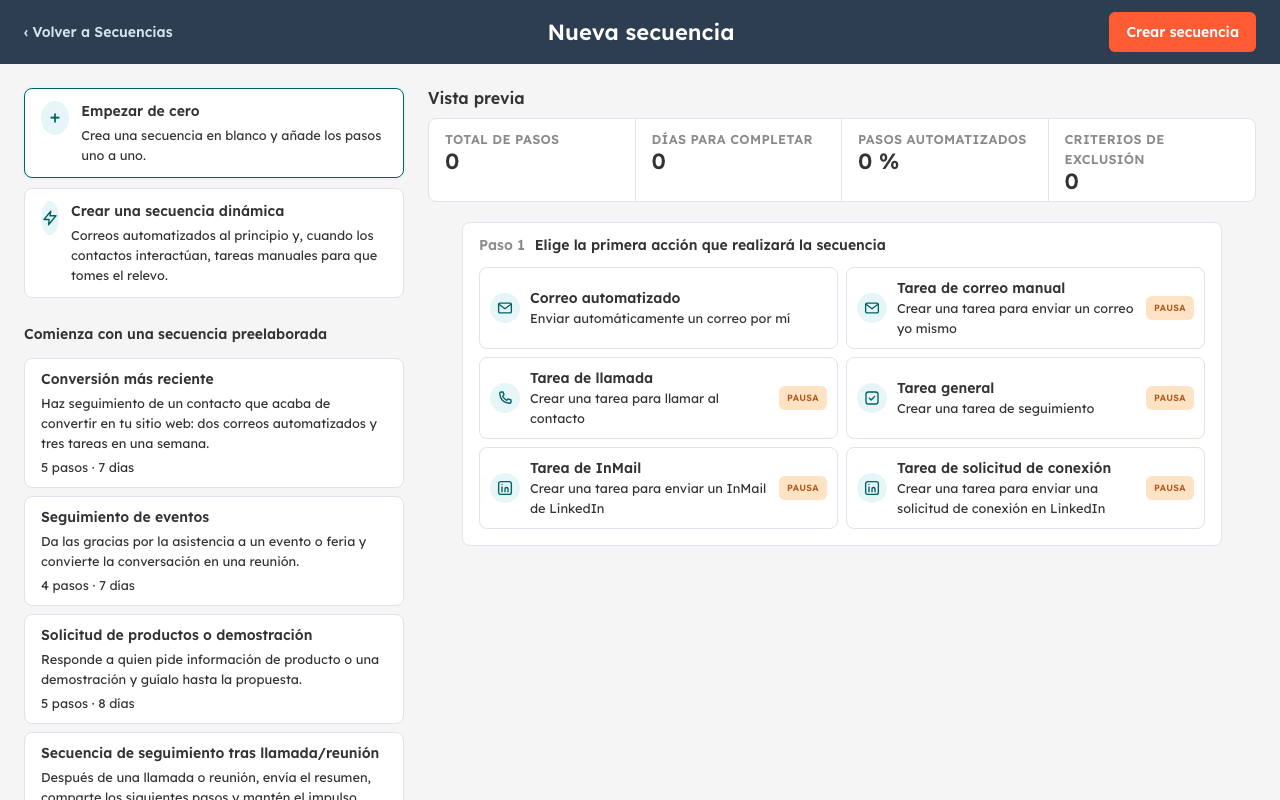 ‹ Volver a Secuencias
Nueva secuencia
Crear secuencia
Empezar de cero
Crea una secuencia en blanco y añade los pasos
uno a uno.
Crear una secuencia dinámica
Correos automatizados al principio y, cuando los
contactos interactúan, tareas manuales para que
tomes el relevo.
Comienza con una secuencia preelaborada
Conversión más reciente
Haz seguimiento de un contacto que acaba de
convertir en tu sitio web: dos correos automatizados y
tres tareas en una semana.
5 pasos · 7 días
Seguimiento de eventos
Da las gracias por la asistencia a un evento o feria y
convierte la conversación en una reunión.
4 pasos · 7 días
Solicitud de productos o demostración
Responde a quien pide información de producto o una
demostración y guíalo hasta la propuesta.
5 pasos · 8 días
Secuencia de seguimiento tras llamada/reunión
Después de una llamada o reunión, envía el resumen,
comparte los siguientes pasos y mantén el impulso
Vista previa
TOTAL DE PASOS
0
DÍAS PARA COMPLETAR
0
PASOS AUTOMATIZADOS
0 %
CRITERIOS DE
EXCLUSIÓN
0
Paso 1 Elige la primera acción que realizará la secuencia
Correo automatizado
Enviar automáticamente un correo por mí
Tarea de correo manual
Crear una tarea para enviar un correo
yo mismo
PAUSA
Tarea de llamada
Crear una tarea para llamar al
contacto
PAUSA
Tarea general
Crear una tarea de seguimiento
PAUSA
Tarea de InMail
Crear una tarea para enviar un InMail
de LinkedIn
PAUSA
Tarea de solicitud de conexión
Crear una tarea para enviar una
solicitud de conexión en LinkedIn
PAUSA